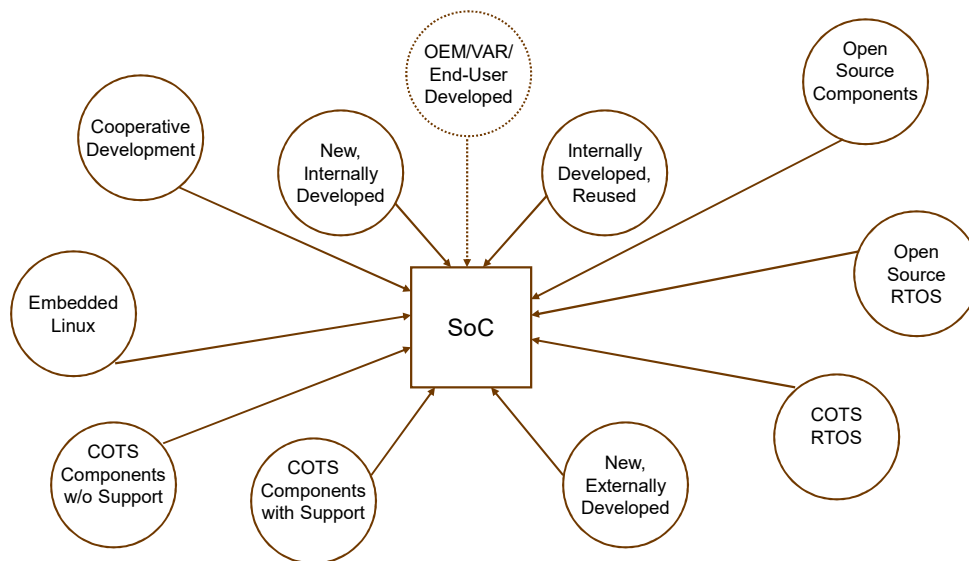 OEM/VAR/
End-User
Developed
Open
Source
Components
Cooperative
Development
New,
Internally
Developed
Internally
Developed,
Reused
Open
Source
RTOS
Embedded
Linux
SoC
COTS
RTOS
COTS
Components
w/o Support
COTS
Components
with Support
New,
Externally
Developed